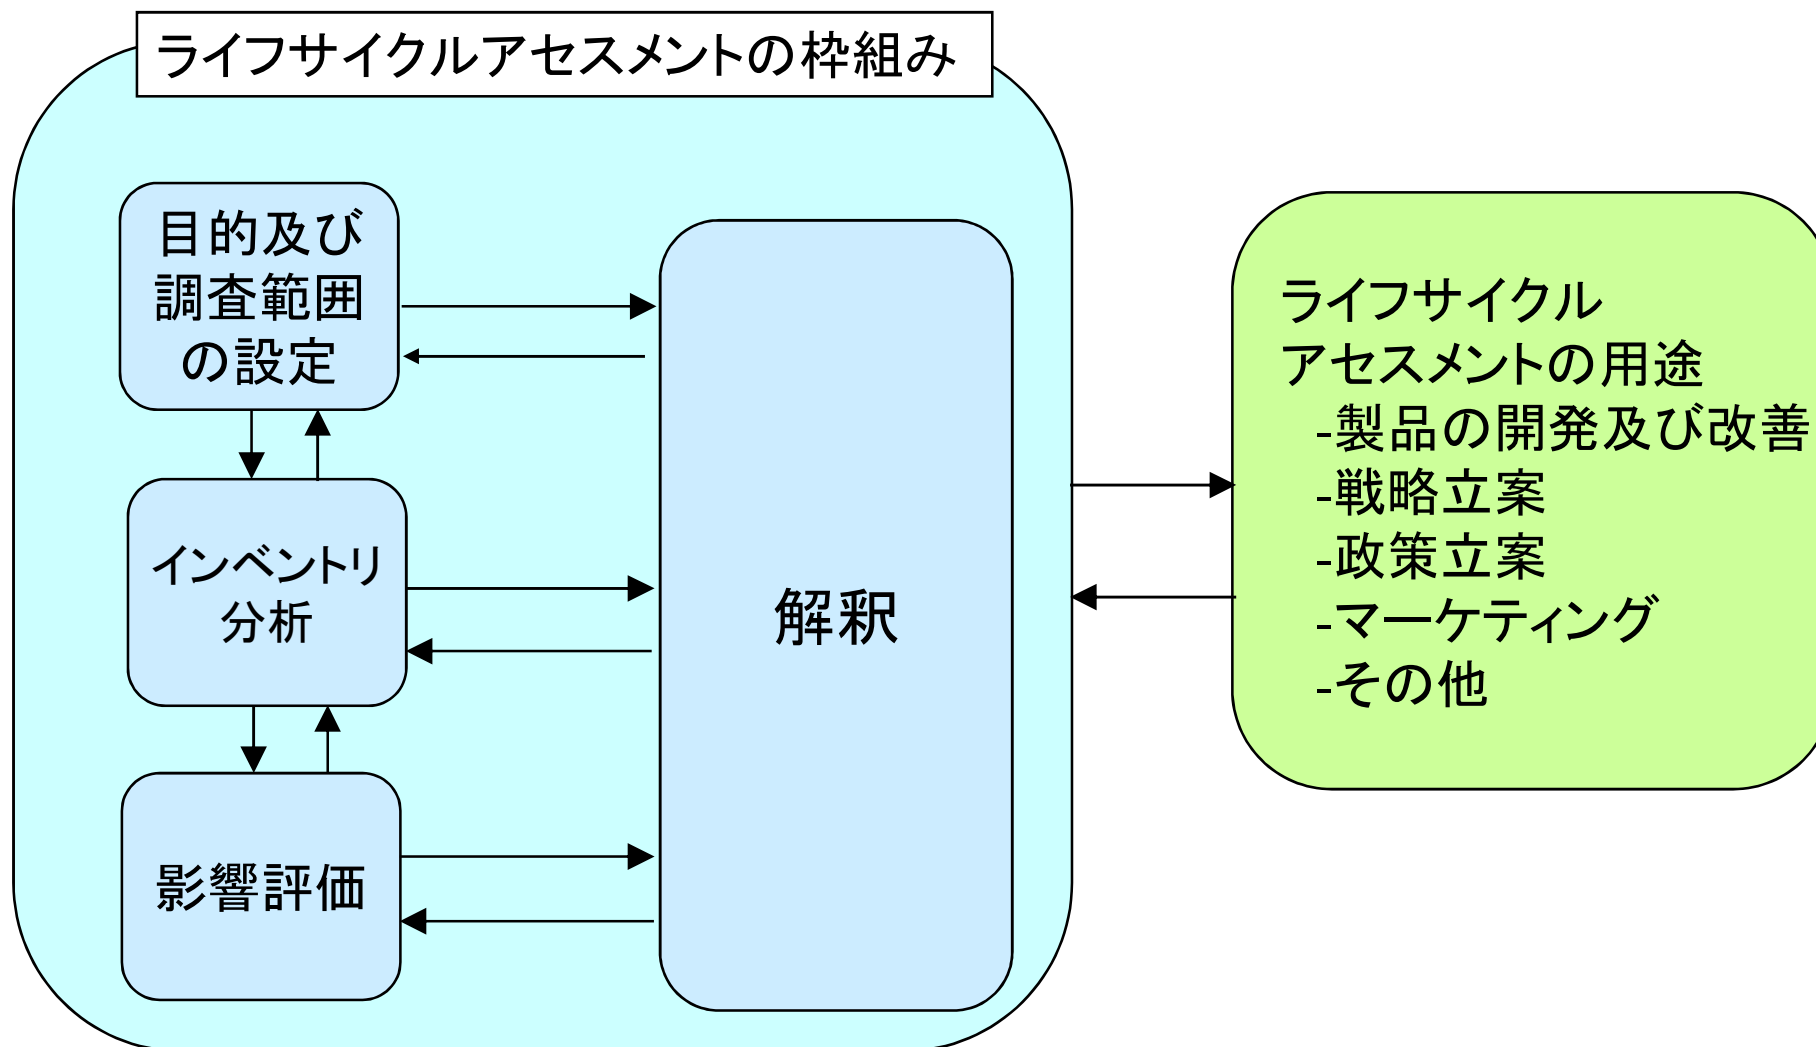 ライフサイクルアセスメントの枠組み
目的及び
調査範囲
の設定
インベントリ
分析
影響評価
解釈
ライフサイクル
アセスメントの用途
-製品の開発及び改善
-戦略立案
-政策立案
-マーケティング
-その他